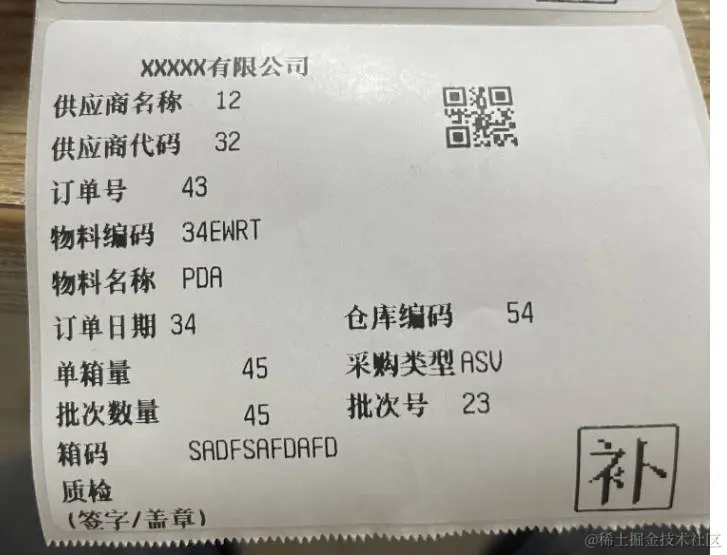 XXXXX有限公司
供应商名称 12
供应商代码 32
订单号 43
物料编码 34EWRT
物料名称 PDA
订单日期 34 仓库编码 54
单箱量 45 采购类型 ASV
批次数量 45 批次号 23
箱码 SADFSAFDAFD
质检
(签字/盖章)
补
@稀土掘金技术社区